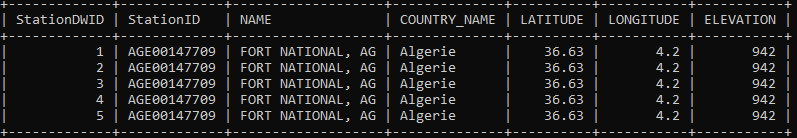 +-------------+-------------+-------------------+--------------+----------+-----------+-----------+
| StationDWID | StationID   | NAME              | COUNTRY_NAME | LATITUDE | LONGITUDE | ELEVATION |
+-------------+-------------+-------------------+--------------+----------+-----------+-----------+
|           1 | AGE00147709 | FORT NATIONAL, AG | Algerie      |    36.63 |       4.2 |       942 |
|           2 | AGE00147709 | FORT NATIONAL, AG | Algerie      |    36.63 |       4.2 |       942 |
|           3 | AGE00147709 | FORT NATIONAL, AG | Algerie      |    36.63 |       4.2 |       942 |
|           4 | AGE00147709 | FORT NATIONAL, AG | Algerie      |    36.63 |       4.2 |       942 |
|           5 | AGE00147709 | FORT NATIONAL, AG | Algerie      |    36.63 |       4.2 |       942 |
+-------------+-------------+-------------------+--------------+----------+-----------+-----------+